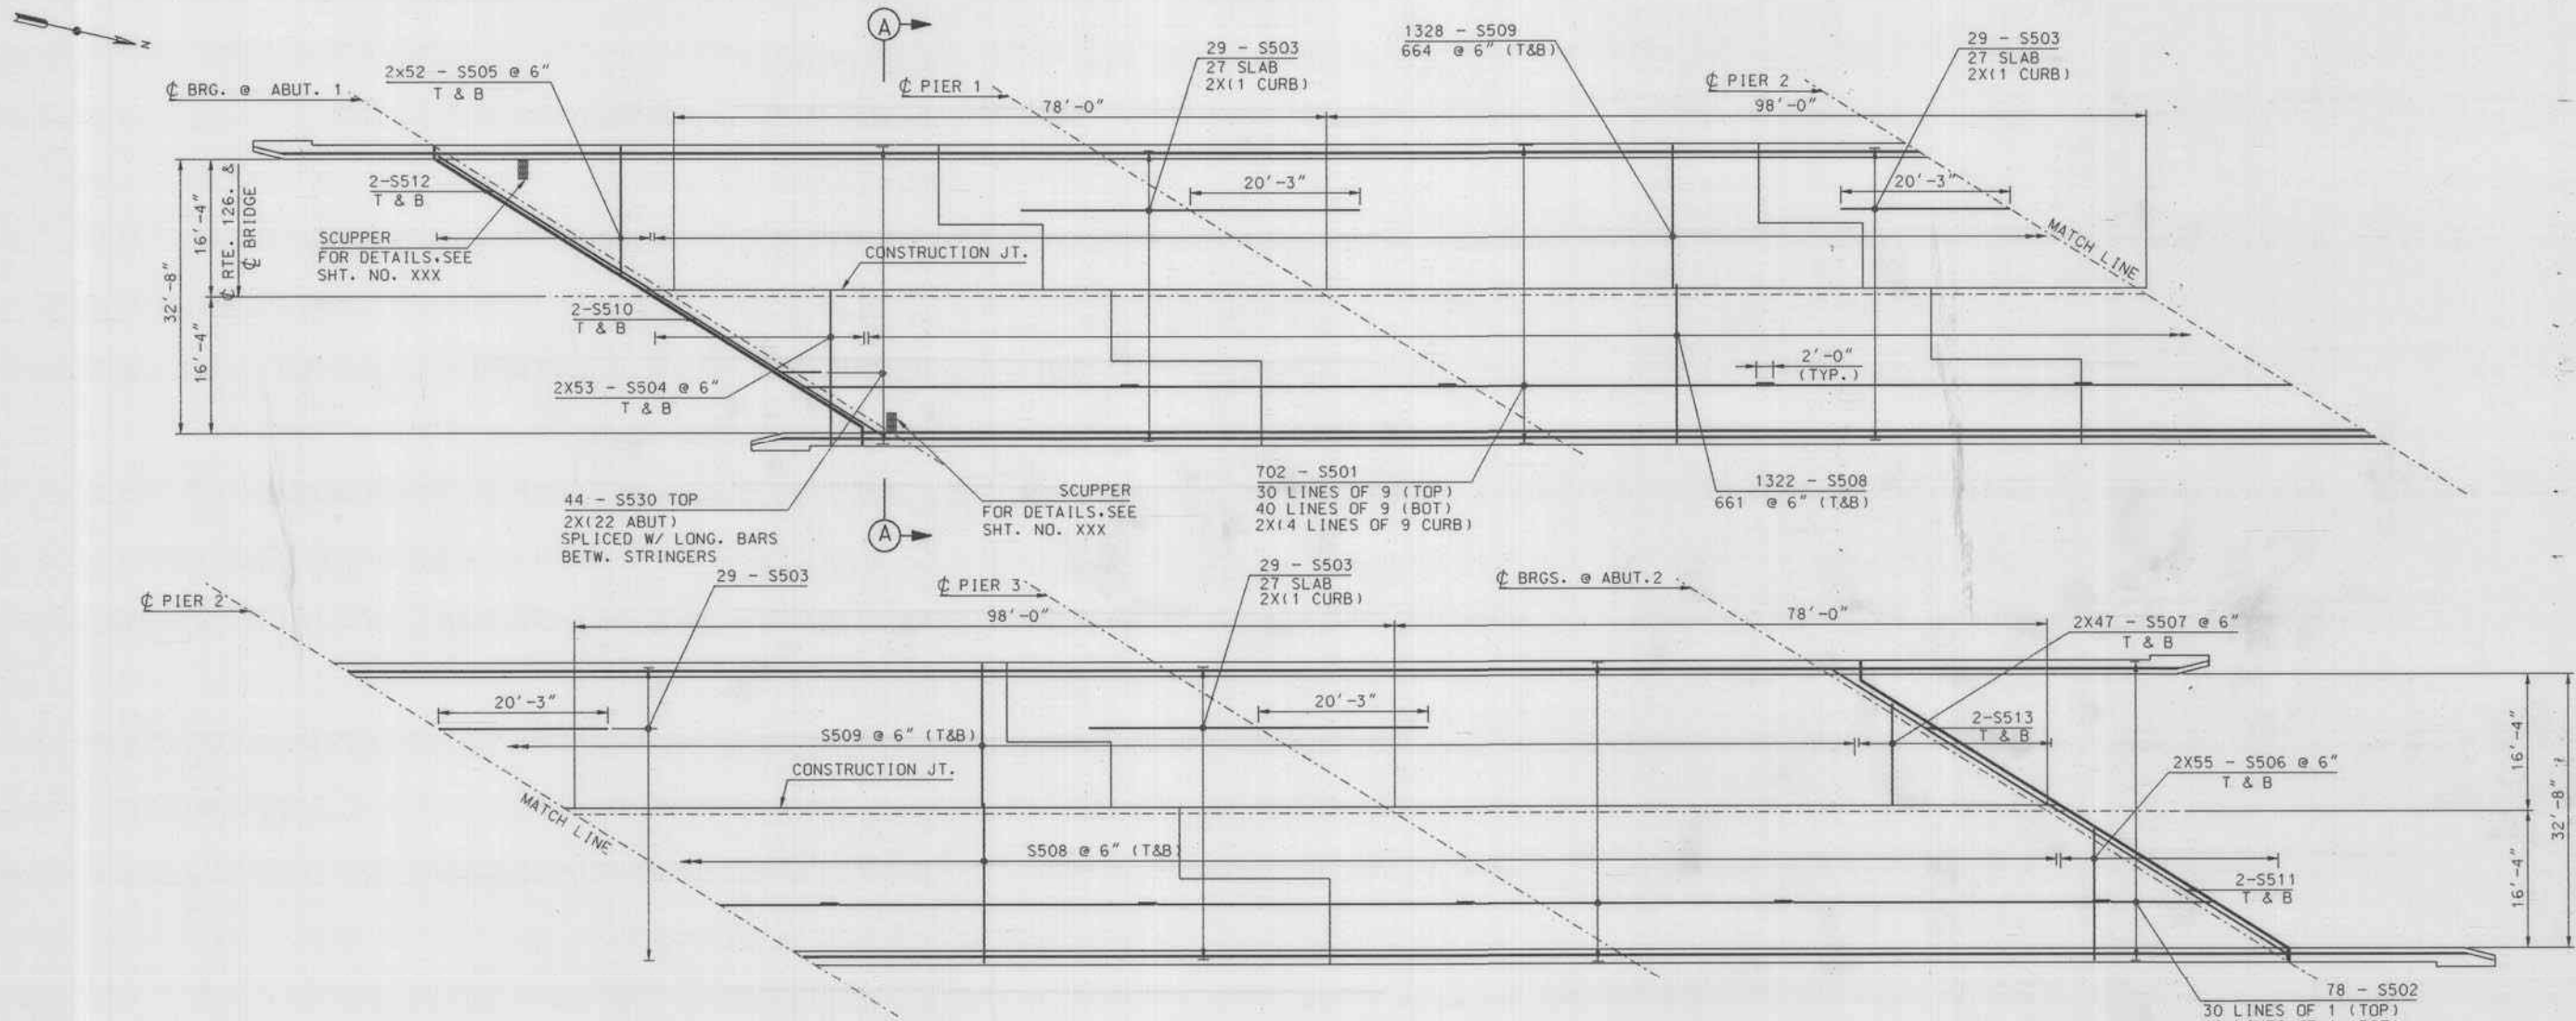 N
A
2x52 - S505 @ 6"
T & B
℄ BRG. @ ABUT. 1
℄ PIER 1
78'-0"
29 - S503
27 SLAB
2X(1 CURB)
1328 - S509
664 @ 6" (T&B)
℄ PIER 2
98'-0"
29 - S503
27 SLAB
2X(1 CURB)
32'-8"
16'-4"
16'-4"
℄ RTE. 126. &
℄ BRIDGE
2-S512
T & B
SCUPPER
FOR DETAILS.SEE
SHT. NO. XXX
20'-3"
20'-3"
CONSTRUCTION JT.
MATCH LINE
2-S510
T & B
2X53 - S504 @ 6"
T & B
2'-0"
(TYP.)
44 - S530 TOP
2X(22 ABUT)
SPLICED W/ LONG. BARS
BETW. STRINGERS
A
SCUPPER
FOR DETAILS.SEE
SHT. NO. XXX
702 - S501
30 LINES OF 9 (TOP)
40 LINES OF 9 (BOT)
2X(4 LINES OF 9 CURB)
1322 - S508
661 @ 6" (T&B)
℄ PIER 2
29 - S503
℄ PIER 3
98'-0"
29 - S503
27 SLAB
2X(1 CURB)
℄ BRGS. @ ABUT.2
78'-0"
2X47 - S507 @ 6"
T & B
20'-3"
S509 @ 6" (T&B)
20'-3"
2-S513
T & B
CONSTRUCTION JT.
MATCH LINE
2X55 - S506 @ 6"
T & B
16'-4"
32'-8"
16'-4"
S508 @ 6" (T&B)
2-S511
T & B
78 - S502
30 LINES OF 1 (TOP)